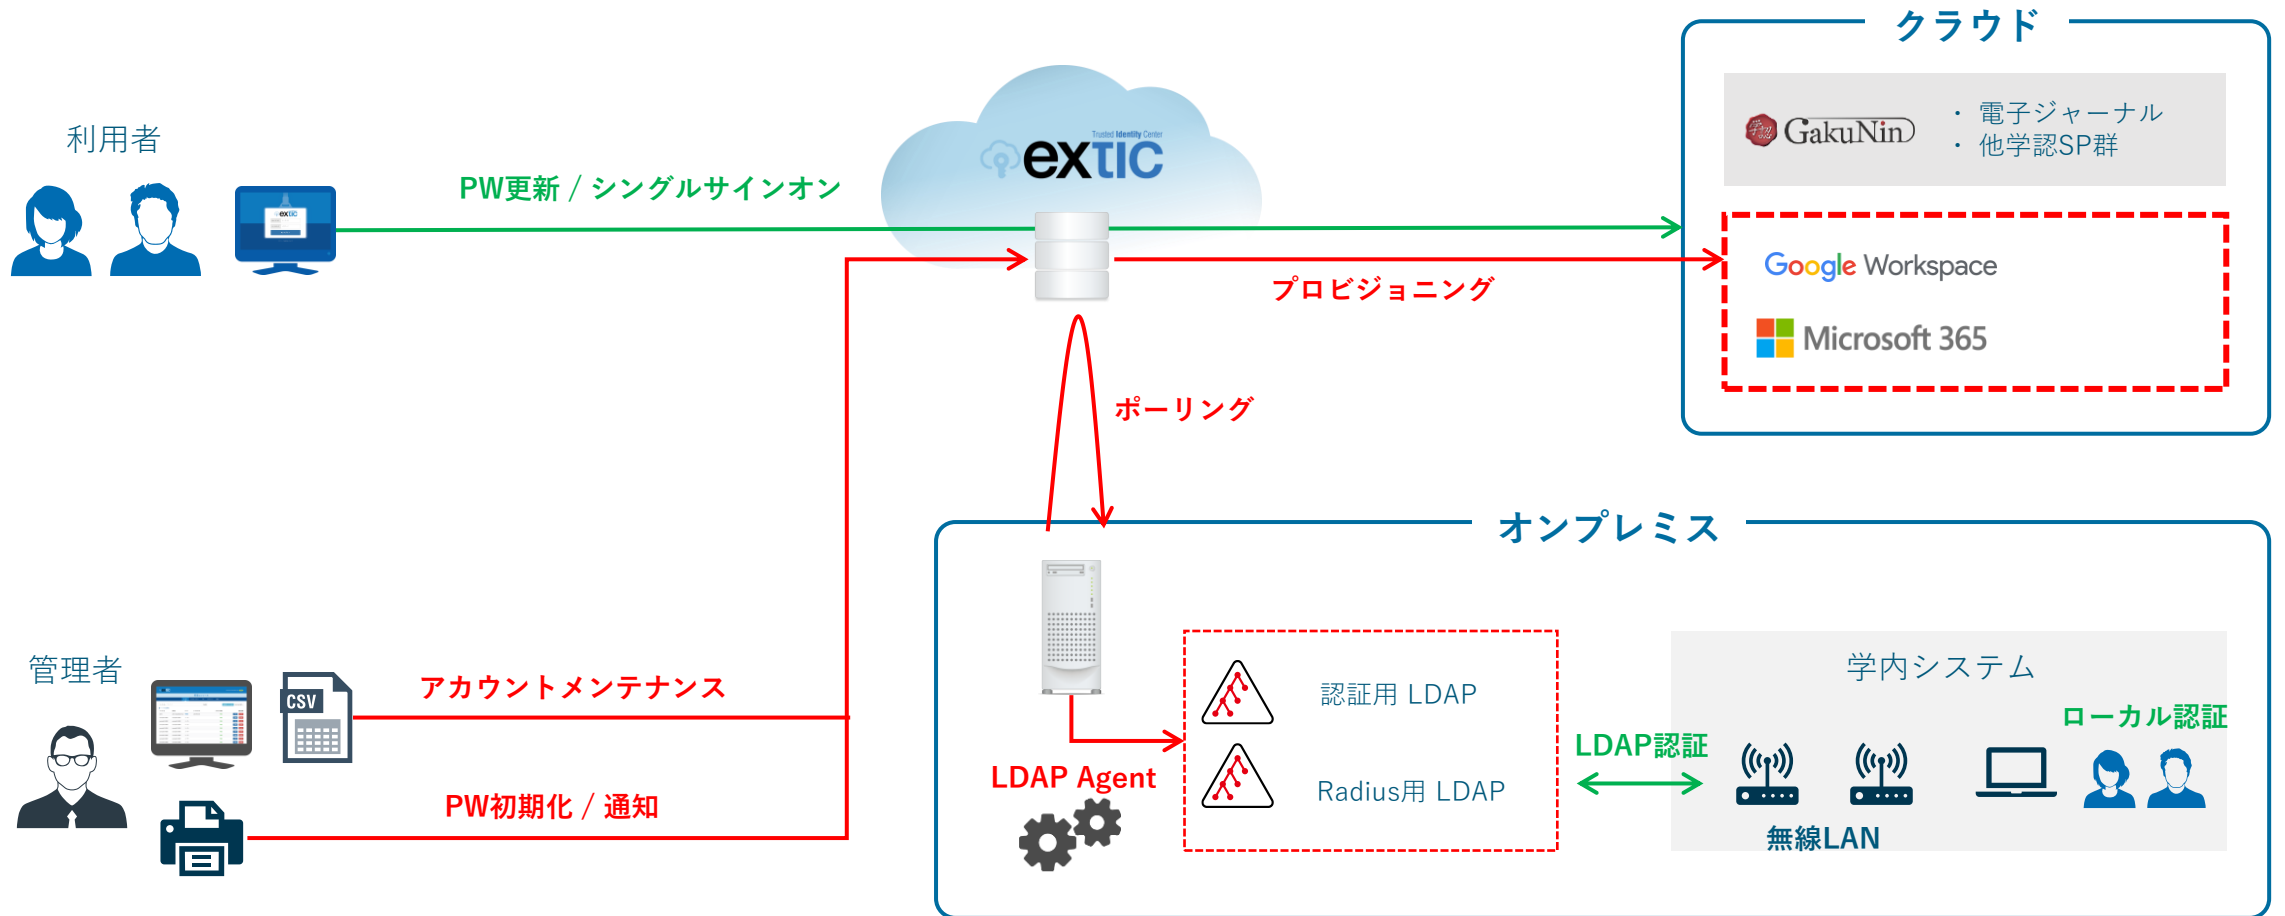 クラウド
GakuNin
・ 電子ジャーナル
・ 他学認SP群
利用者
Trusted Identity Center
extic
extic
PW更新 / シングルサインオン
Google Workspace
プロビジョニング
Microsoft 365
ポーリング
オンプレミス
管理者
CSV
アカウントメンテナンス
PW初期化 / 通知
LDAP Agent
認証用 LDAP
Radius用 LDAP
LDAP認証
学内システム
ローカル認証
無線LAN